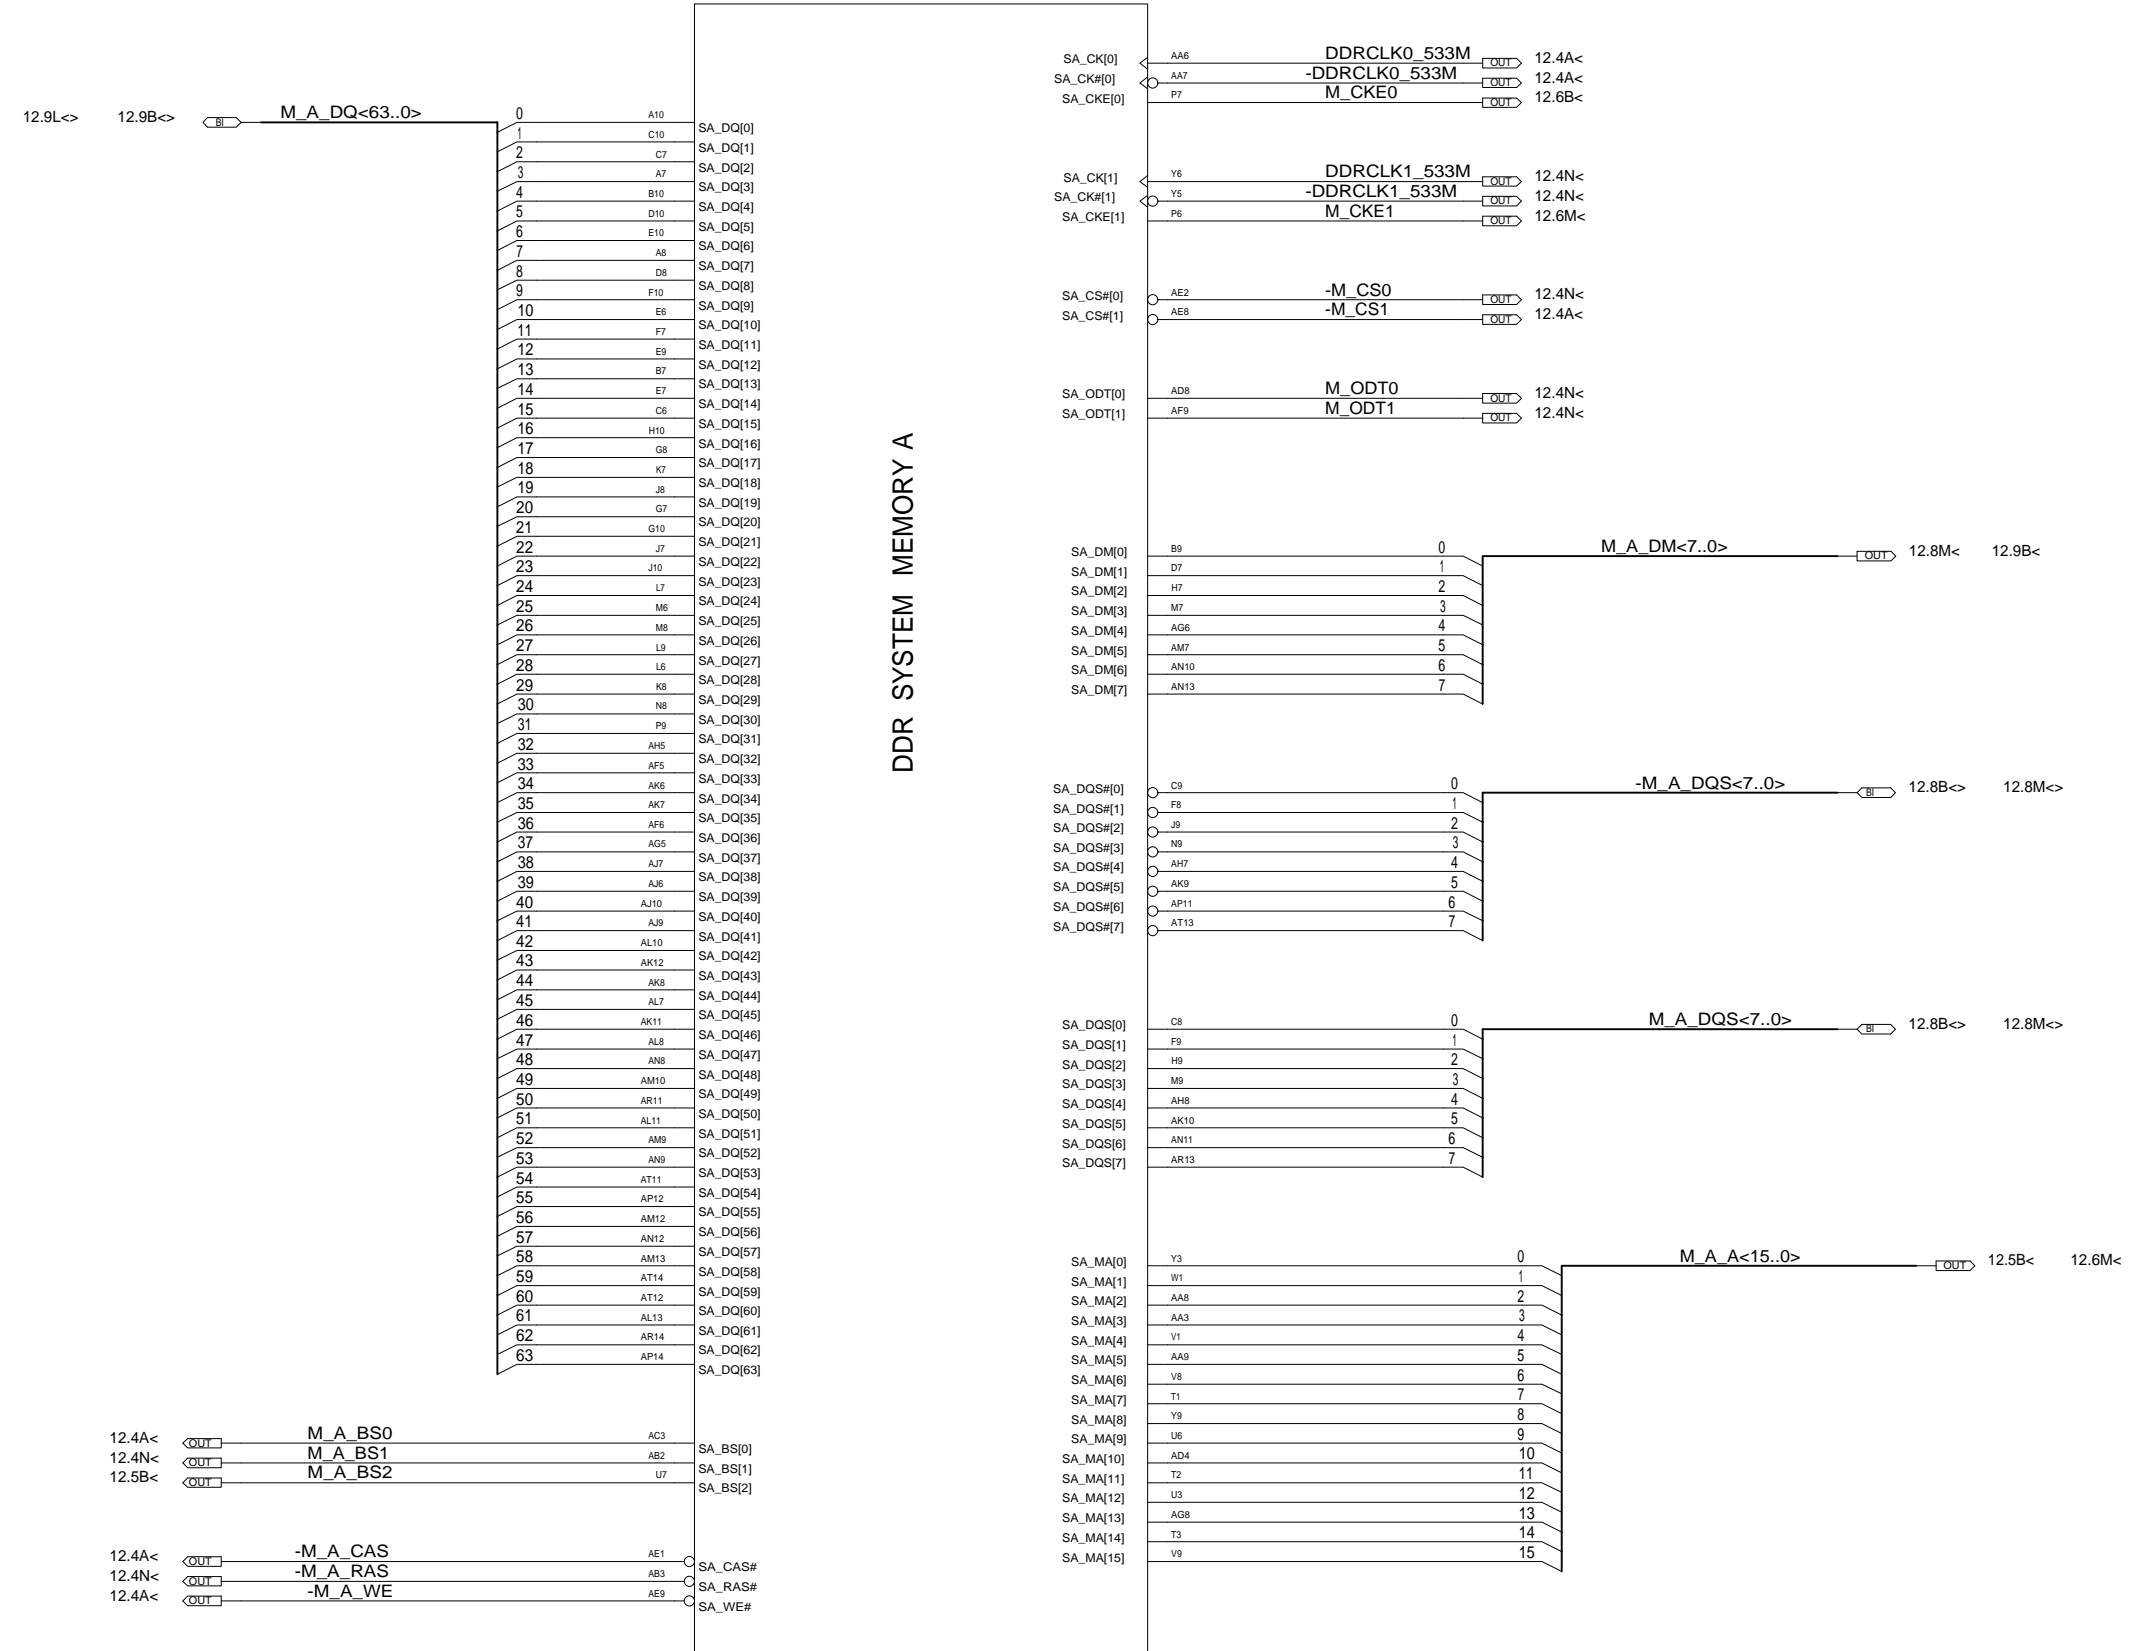 12.9L<> 12.9B<> BI M_A_DQ<63..0>
0 A10 SA_DQ[0]
1 C10 SA_DQ[1]
2 C7 SA_DQ[2]
3 A7 SA_DQ[3]
4 B10 SA_DQ[4]
5 D10 SA_DQ[5]
6 E10 SA_DQ[6]
7 A8 SA_DQ[7]
8 D8 SA_DQ[8]
9 F10 SA_DQ[9]
10 E6 SA_DQ[10]
11 F7 SA_DQ[11]
12 E9 SA_DQ[12]
13 B7 SA_DQ[13]
14 E7 SA_DQ[14]
15 C6 SA_DQ[15]
16 H10 SA_DQ[16]
17 G8 SA_DQ[17]
18 K7 SA_DQ[18]
19 J8 SA_DQ[19]
20 G7 SA_DQ[20]
21 G10 SA_DQ[21]
22 J7 SA_DQ[22]
23 J10 SA_DQ[23]
24 L7 SA_DQ[24]
25 M6 SA_DQ[25]
26 M8 SA_DQ[26]
27 L9 SA_DQ[27]
28 L6 SA_DQ[28]
29 K8 SA_DQ[29]
30 N8 SA_DQ[30]
31 P9 SA_DQ[31]
32 AH5 SA_DQ[32]
33 AF5 SA_DQ[33]
34 AK6 SA_DQ[34]
35 AK7 SA_DQ[35]
36 AF6 SA_DQ[36]
37 AG5 SA_DQ[37]
38 AJ7 SA_DQ[38]
39 AJ6 SA_DQ[39]
40 AJ10 SA_DQ[40]
41 AJ9 SA_DQ[41]
42 AL10 SA_DQ[42]
43 AK12 SA_DQ[43]
44 AK8 SA_DQ[44]
45 AL7 SA_DQ[45]
46 AK11 SA_DQ[46]
47 AL8 SA_DQ[47]
48 AN8 SA_DQ[48]
49 AM10 SA_DQ[49]
50 AR11 SA_DQ[50]
51 AL11 SA_DQ[51]
52 AM9 SA_DQ[52]
53 AN9 SA_DQ[53]
54 AT11 SA_DQ[54]
55 AP12 SA_DQ[55]
56 AM12 SA_DQ[56]
57 AN12 SA_DQ[57]
58 AM13 SA_DQ[58]
59 AT14 SA_DQ[59]
60 AT12 SA_DQ[60]
61 AL13 SA_DQ[61]
62 AR14 SA_DQ[62]
63 AP14 SA_DQ[63]
12.4A< OUT M_A_BS0 AC3 SA_BS[0]
12.4N< OUT M_A_BS1 AB2 SA_BS[1]
12.5B< OUT M_A_BS2 U7 SA_BS[2]
12.4A< OUT -M_A_CAS AE1 SA_CAS#
12.4N< OUT -M_A_RAS AB3 SA_RAS#
12.4A< OUT -M_A_WE AE9 SA_WE#
DDR SYSTEM MEMORY A
SA_CK[0] AA6 DDRCLK0_533M OUT 12.4A<
SA_CK#[0] AA7 -DDRCLK0_533M OUT 12.4A<
SA_CKE[0] P7 M_CKE0 OUT 12.6B<
SA_CK[1] Y6 DDRCLK1_533M OUT 12.4N<
SA_CK#[1] Y5 -DDRCLK1_533M OUT 12.4N<
SA_CKE[1] P6 M_CKE1 OUT 12.6M<
SA_CS#[0] AE2 -M_CS0 OUT 12.4N<
SA_CS#[1] AE8 -M_CS1 OUT 12.4A<
SA_ODT[0] AD8 M_ODT0 OUT 12.4N<
SA_ODT[1] AF9 M_ODT1 OUT 12.4N<
SA_DM[0] B9 0 M_A_DM<7..0> OUT 12.8M< 12.9B<
SA_DM[1] D7 1
SA_DM[2] H7 2
SA_DM[3] M7 3
SA_DM[4] AG6 4
SA_DM[5] AM7 5
SA_DM[6] AN10 6
SA_DM[7] AN13 7
SA_DQS#[0] C9 0 -M_A_DQS<7..0> BI 12.8B<> 12.8M<>
SA_DQS#[1] F8 1
SA_DQS#[2] J9 2
SA_DQS#[3] N9 3
SA_DQS#[4] AH7 4
SA_DQS#[5] AK9 5
SA_DQS#[6] AP11 6
SA_DQS#[7] AT13 7
SA_DQS[0] C8 0 M_A_DQS<7..0> BI 12.8B<> 12.8M<>
SA_DQS[1] F9 1
SA_DQS[2] H9 2
SA_DQS[3] M9 3
SA_DQS[4] AH8 4
SA_DQS[5] AK10 5
SA_DQS[6] AN11 6
SA_DQS[7] AR13 7
SA_MA[0] Y3 0 M_A_A<15..0> OUT 12.5B< 12.6M<
SA_MA[1] W1 1
SA_MA[2] AA8 2
SA_MA[3] AA3 3
SA_MA[4] V1 4
SA_MA[5] AA9 5
SA_MA[6] V8 6
SA_MA[7] T1 7
SA_MA[8] Y9 8
SA_MA[9] U6 9
SA_MA[10] AD4 10
SA_MA[11] T2 11
SA_MA[12] U3 12
SA_MA[13] AG8 13
SA_MA[14] T3 14
SA_MA[15] V9 15